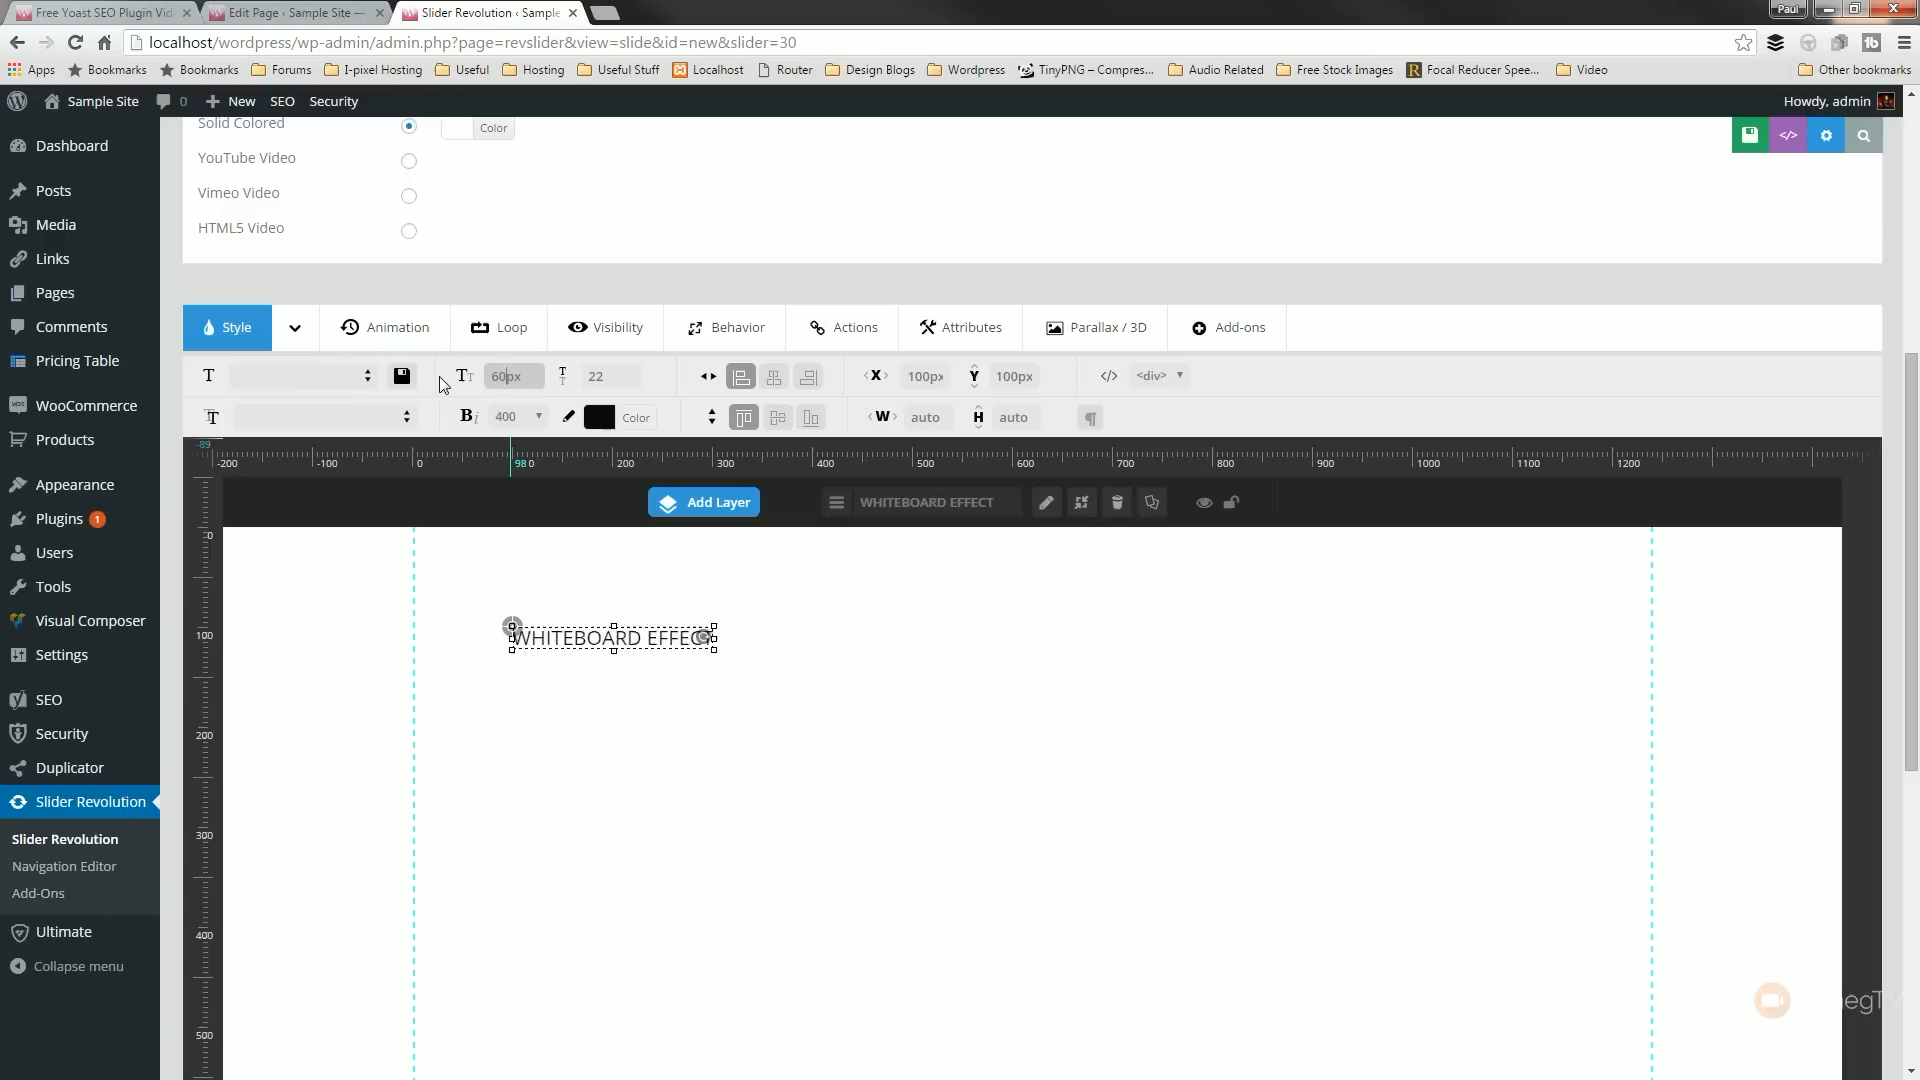 Free Yoast SEO Plugin Vid
Edit Page ‹ Sample Site —
Slider Revolution ‹ Sample
Paul
localhost/wordpress/wp-admin/admin.php?page=revslider&view=slide&id=new&slider=30
Apps
Bookmarks
Bookmarks
Forums
I-pixel Hosting
Useful
Hosting
Useful Stuff
Localhost
Router
Design Blogs
Wordpress
TinyPNG – Compres...
Audio Related
Free Stock Images
Focal Reducer Spee...
Video
Other bookmarks
Sample Site
0
New
SEO
Security
Howdy, admin
Dashboard
Posts
Media
Links
Pages
Comments
Pricing Table
WooCommerce
Products
Appearance
Plugins 1
Users
Tools
Visual Composer
Settings
SEO
Security
Duplicator
Slider Revolution
Slider Revolution
Navigation Editor
Add-Ons
Ultimate
Collapse menu
Solid Colored
Color
YouTube Video
Vimeo Video
HTML5 Video
Style
Animation
Loop
Visibility
Behavior
Actions
Attributes
Parallax / 3D
Add-ons
60px
22
X
100px
Y
100px
<div>
400
Color
W
auto
H
auto
-89
-200 -100 0 98 0 200 300 400 500 600 700 800 900 1000 1100 1200
Add Layer
WHITEBOARD EFFECT
0
100
200
300
400
500
WHITEBOARD EFFECT